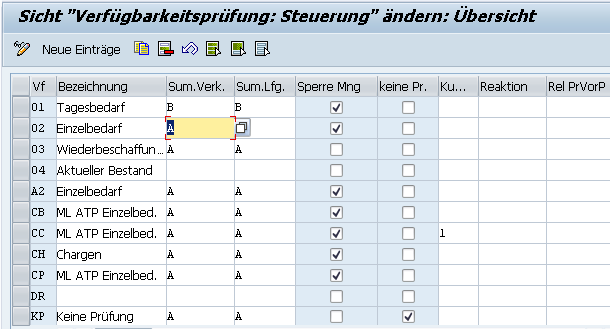 Sicht "Verfügbarkeitsprüfung: Steuerung" ändern: Übersicht
Neue Einträge
Vf Bezeichnung Sum.Verk. Sum.Lfg. Sperre Mng keine Pr. Ku... Reaktion Rel PrVorP
01 Tagesbedarf B B
02 Einzelbedarf A
03 Wiederbeschaffun... A A
04 Aktueller Bestand
A2 Einzelbedarf A A
CB ML ATP Einzelbed. A A
CC ML ATP Einzelbed. A A 1
CH Chargen A A
CP ML ATP Einzelbed. A A
DR
KP Keine Prüfung A A